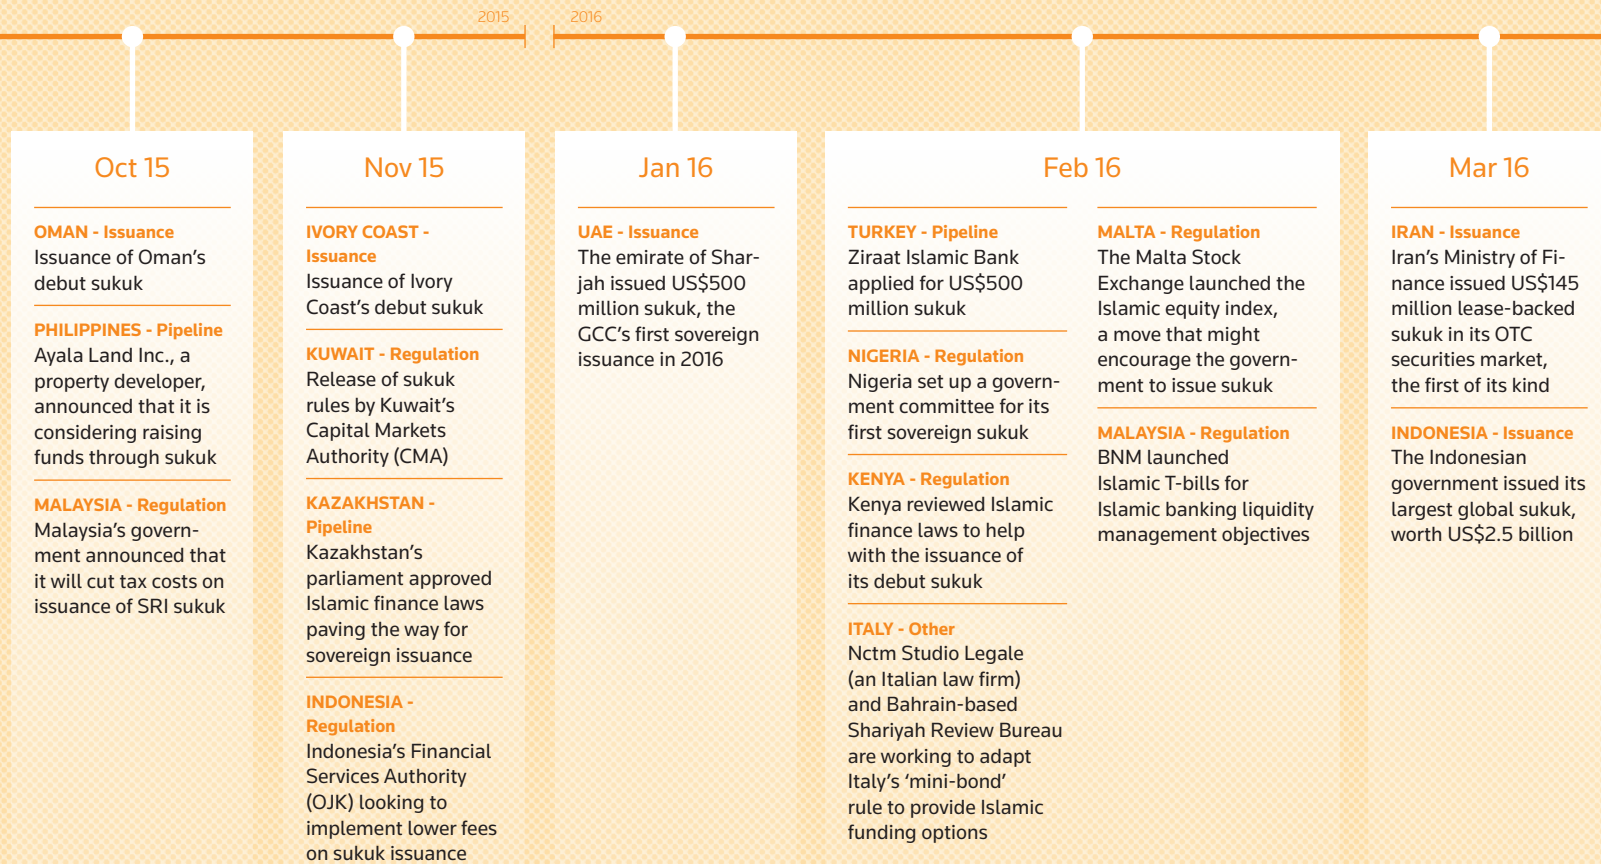 2015
2016
Oct 15
OMAN - Issuance
Issuance of Oman’s
debut sukuk
PHILIPPINES - Pipeline
Ayala Land Inc., a
property developer,
announced that it is
considering raising
funds through sukuk
MALAYSIA - Regulation
Malaysia’s govern-
ment announced that
it will cut tax costs on
issuance of SRI sukuk
Nov 15
IVORY COAST -
Issuance
Issuance of Ivory
Coast’s debut sukuk
KUWAIT - Regulation
Release of sukuk
rules by Kuwait’s
Capital Markets
Authority (CMA)
KAZAKHSTAN -
Pipeline
Kazakhstan’s
parliament approved
Islamic finance laws
paving the way for
sovereign issuance
INDONESIA -
Regulation
Indonesia’s Financial
Services Authority
(OJK) looking to
implement lower fees
on sukuk issuance
Jan 16
UAE - Issuance
The emirate of Shar-
jah issued US$500
million sukuk, the
GCC’s first sovereign
issuance in 2016
Feb 16
TURKEY - Pipeline
Ziraat Islamic Bank
applied for US$500
million sukuk
NIGERIA - Regulation
Nigeria set up a govern-
ment committee for its
first sovereign sukuk
KENYA - Regulation
Kenya reviewed Islamic
finance laws to help
with the issuance of
its debut sukuk
ITALY - Other
Nctm Studio Legale
(an Italian law firm)
and Bahrain-based
Shariyah Review Bureau
are working to adapt
Italy’s ‘mini-bond’
rule to provide Islamic
funding options
MALTA - Regulation
The Malta Stock
Exchange launched the
Islamic equity index,
a move that might
encourage the govern-
ment to issue sukuk
MALAYSIA - Regulation
BNM launched
Islamic T-bills for
Islamic banking liquidity
management objectives
Mar 16
IRAN - Issuance
Iran’s Ministry of Fi-
nance issued US$145
million lease-backed
sukuk in its OTC
securities market,
the first of its kind
INDONESIA - Issuance
The Indonesian
government issued its
largest global sukuk,
worth US$2.5 billion